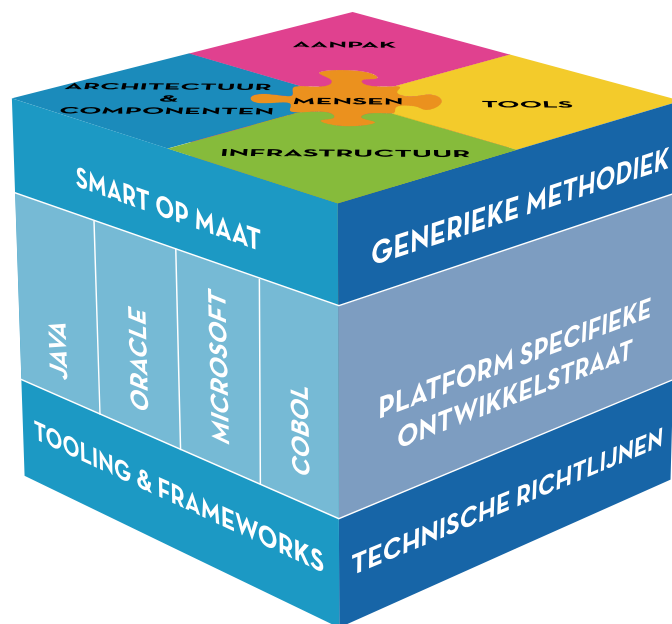 AANPAK
ARCHITECTUUR
&
COMPONENTEN
MENSEN
TOOLS
INFRASTRUCTUUR
SMART OP MAAT
JAVA
ORACLE
MICROSOFT
COBOL
TOOLING & FRAMEWORKS
GENERIEKE METHODIEK
PLATFORM SPECIFIEKE
ONTWIKKELSTRAAT
TECHNISCHE RICHTLIJNEN